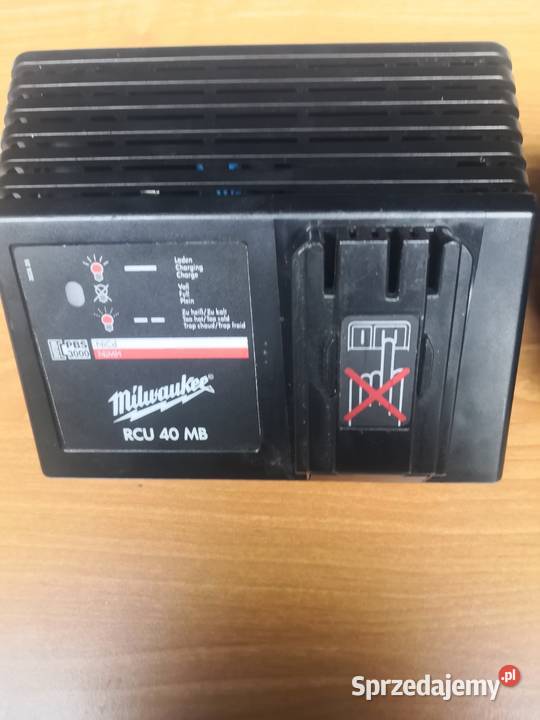 Laden
Charging
Charge
Voll
Full
Plein
Zu heiß/Zu kalt
Too hot/Too cold
Trop chaud/trop froid
PBS
3000
NiCd
NiMH
Milwaukee®
RCU 40 MB
Sprzedajemy.pl